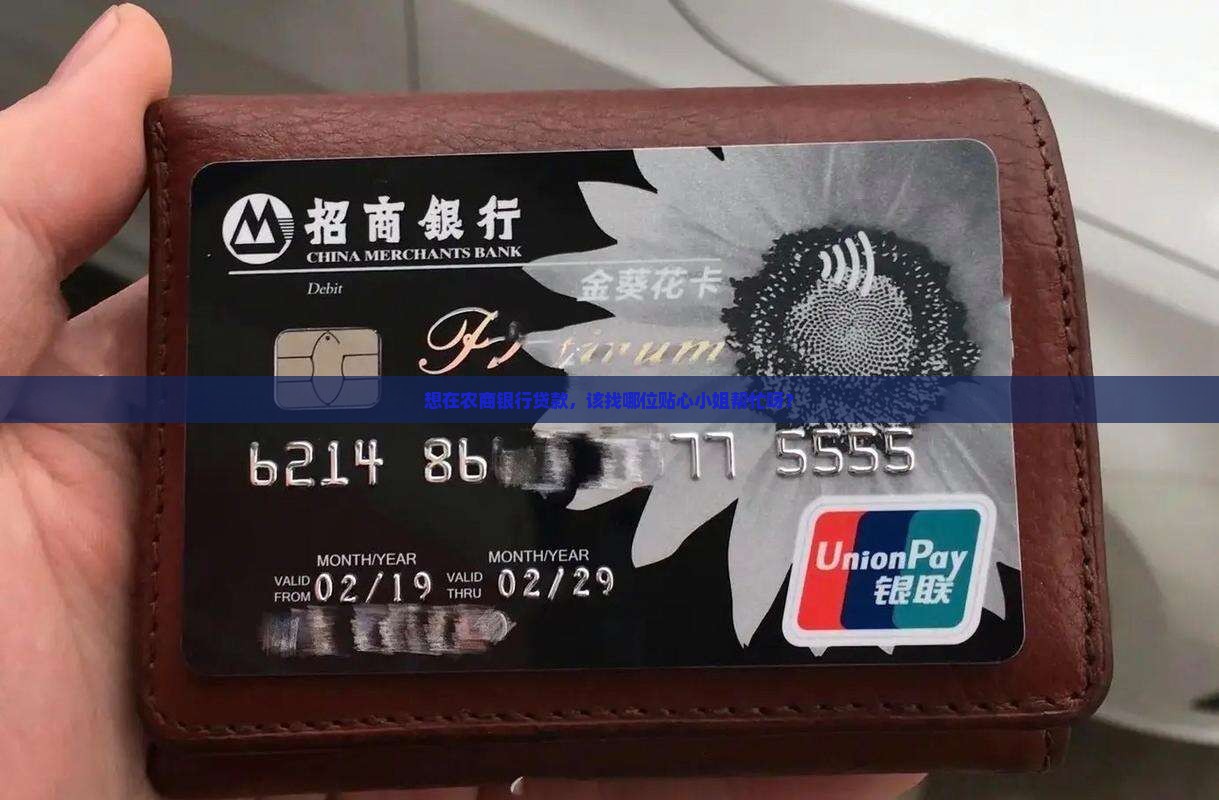 招商銀行
CHINA MERCHANTS BANK
Debit
金葵花卡
想在农商银行贷款，该找哪位贴心小姐帮忙呀？
6214 86 77 5555
MONTH/YEAR MONTH/YEAR
VALID FROM 02/19 VALID THRU 02/29
UnionPay
银联